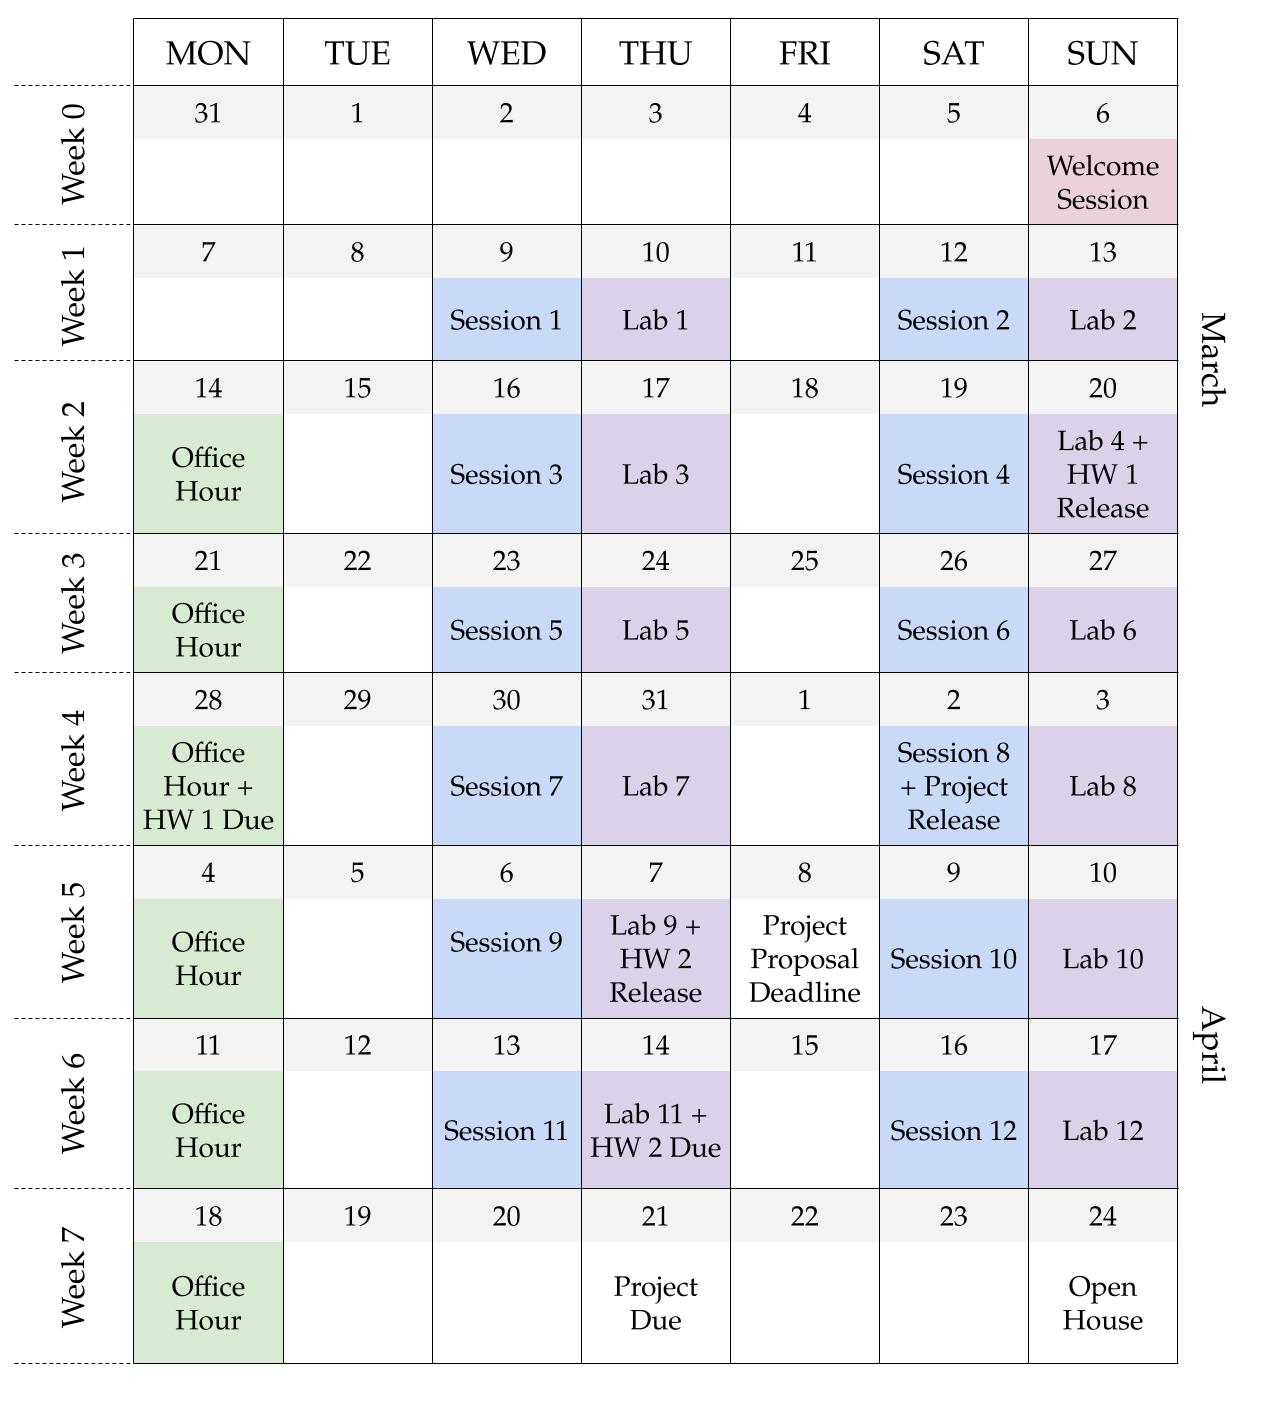 MON TUE WED THU FRI SAT SUN
Week 0
31 1 2 3 4 5 6
Welcome
Session
Week 1
7 8 9 10 11 12 13
Session 1 Lab 1 Session 2 Lab 2
March
Week 2
14 15 16 17 18 19 20
Office
Hour
Session 3
Lab 3
Session 4
Lab 4 +
HW 1
Release
Week 3
21 22 23 24 25 26 27
Office
Hour
Session 5
Lab 5
Session 6
Lab 6
Week 4
28 29 30 31 1 2 3
Office
Hour +
HW 1 Due
Session 7
Lab 7
Session 8
+ Project
Release
Lab 8
Week 5
4 5 6 7 8 9 10
Office
Hour
Session 9
Lab 9 +
HW 2
Release
Project
Proposal
Deadline
Session 10
Lab 10
April
Week 6
11 12 13 14 15 16 17
Office
Hour
Session 11
Lab 11 +
HW 2 Due
Session 12
Lab 12
Week 7
18 19 20 21 22 23 24
Office
Hour
Project
Due
Open
House